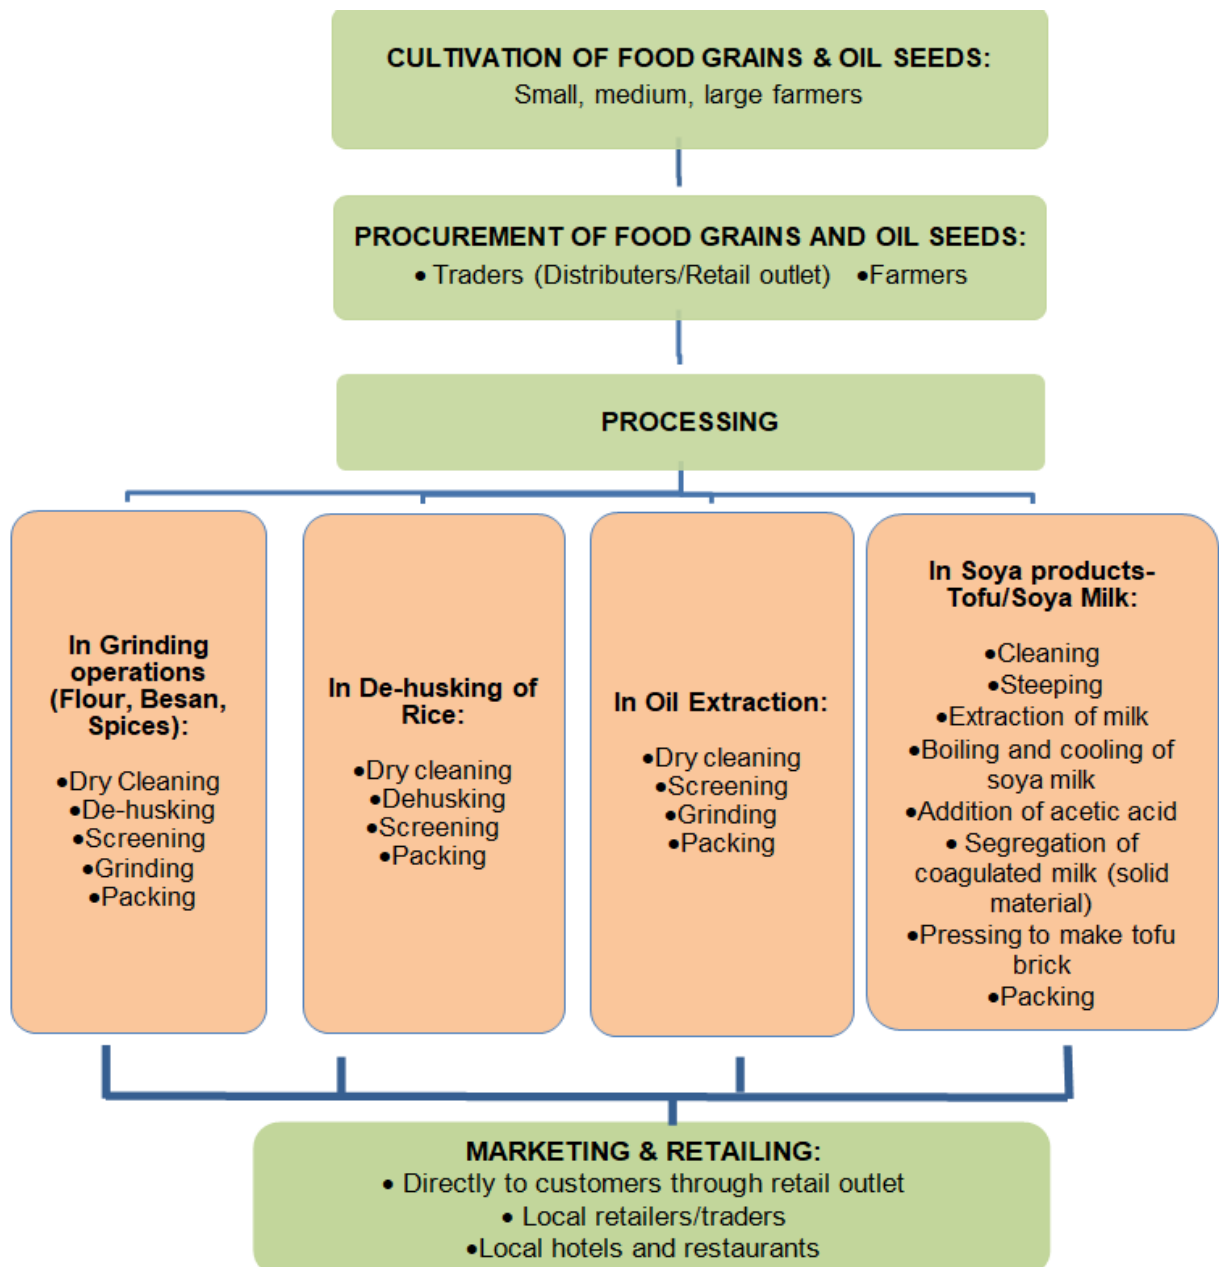 CULTIVATION OF FOOD GRAINS & OIL SEEDS:
Small, medium, large farmers
PROCUREMENT OF FOOD GRAINS AND OIL SEEDS:
• Traders (Distributers/Retail outlet) •Farmers
PROCESSING
In Grinding
operations
(Flour, Besan,
Spices):
•Dry Cleaning
•De-husking
•Screening
•Grinding
•Packing
In De-husking of
Rice:
•Dry cleaning
•Dehusking
•Screening
•Packing
In Oil Extraction:
•Dry cleaning
•Screening
•Grinding
•Packing
In Soya products-
Tofu/Soya Milk:
•Cleaning
•Steeping
•Extraction of milk
•Boiling and cooling of
soya milk
•Addition of acetic acid
• Segregation of
coagulated milk (solid
material)
•Pressing to make tofu
brick
•Packing
MARKETING & RETAILING:
• Directly to customers through retail outlet
• Local retailers/traders
•Local hotels and restaurants